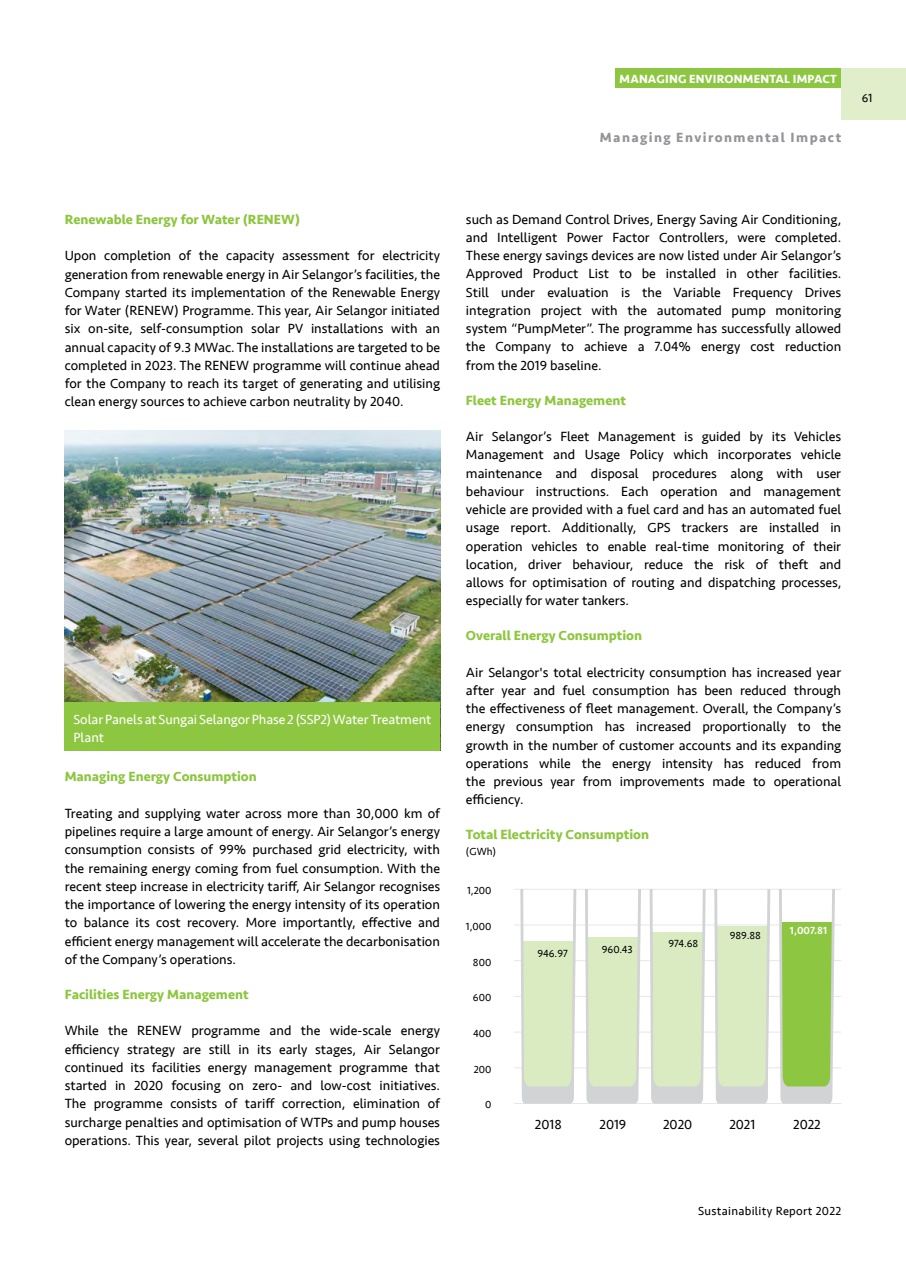 MANAGING ENVIRONMENTAL IMPACT
61
Managing Environmental Impact
Renewable Energy for Water (RENEW)
Upon completion of the capacity assessment for electricity
generation from renewable energy in Air Selangor’s facilities, the
Company started its implementation of the Renewable Energy
for Water (RENEW) Programme. This year, Air Selangor initiated
six on-site, self-consumption solar PV installations with an
annual capacity of 9.3 MWac. The installations are targeted to be
completed in 2023. The RENEW programme will continue ahead
for the Company to reach its target of generating and utilising
clean energy sources to achieve carbon neutrality by 2040.
Solar Panels at Sungai Selangor Phase 2 (SSP2) Water Treatment
Plant
Managing Energy Consumption
Treating and supplying water across more than 30,000 km of
pipelines require a large amount of energy. Air Selangor’s energy
consumption consists of 99% purchased grid electricity, with
the remaining energy coming from fuel consumption. With the
recent steep increase in electricity tariff, Air Selangor recognises
the importance of lowering the energy intensity of its operation
to balance its cost recovery. More importantly, effective and
efficient energy management will accelerate the decarbonisation
of the Company’s operations.
Facilities Energy Management
While the RENEW programme and the wide-scale energy
efficiency strategy are still in its early stages, Air Selangor
continued its facilities energy management programme that
started in 2020 focusing on zero- and low-cost initiatives.
The programme consists of tariff correction, elimination of
surcharge penalties and optimisation of WTPs and pump houses
operations. This year, several pilot projects using technologies
such as Demand Control Drives, Energy Saving Air Conditioning,
and Intelligent Power Factor Controllers, were completed.
These energy savings devices are now listed under Air Selangor’s
Approved Product List to be installed in other facilities.
Still under evaluation is the Variable Frequency Drives
integration project with the automated pump monitoring
system “PumpMeter”. The programme has successfully allowed
the Company to achieve a 7.04% energy cost reduction
from the 2019 baseline.
Fleet Energy Management
Air Selangor’s Fleet Management is guided by its Vehicles
Management and Usage Policy which incorporates vehicle
maintenance and disposal procedures along with user
behaviour instructions. Each operation and management
vehicle are provided with a fuel card and has an automated fuel
usage report. Additionally, GPS trackers are installed in
operation vehicles to enable real-time monitoring of their
location, driver behaviour, reduce the risk of theft and
allows for optimisation of routing and dispatching processes,
especially for water tankers.
Overall Energy Consumption
Air Selangor's total electricity consumption has increased year
after year and fuel consumption has been reduced through
the effectiveness of fleet management. Overall, the Company’s
energy consumption has increased proportionally to the
growth in the number of customer accounts and its expanding
operations while the energy intensity has reduced from
the previous year from improvements made to operational
efficiency.
Total Electricity Consumption
(GWh)
1,200
1,000
800
600
400
200
0
946.97
960.43
974.68
989.88
1,007.81
2018 2019 2020 2021 2022
Sustainability Report 2022